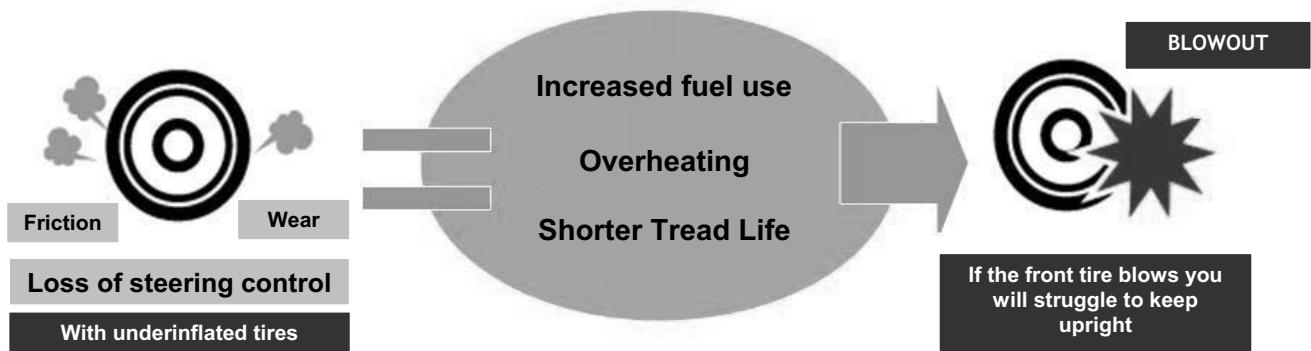 Friction
Wear
Loss of steering control
With underinflated tires
Increased fuel use
Overheating
Shorter Tread Life
BLOWOUT
If the front tire blows you
will struggle to keep
upright